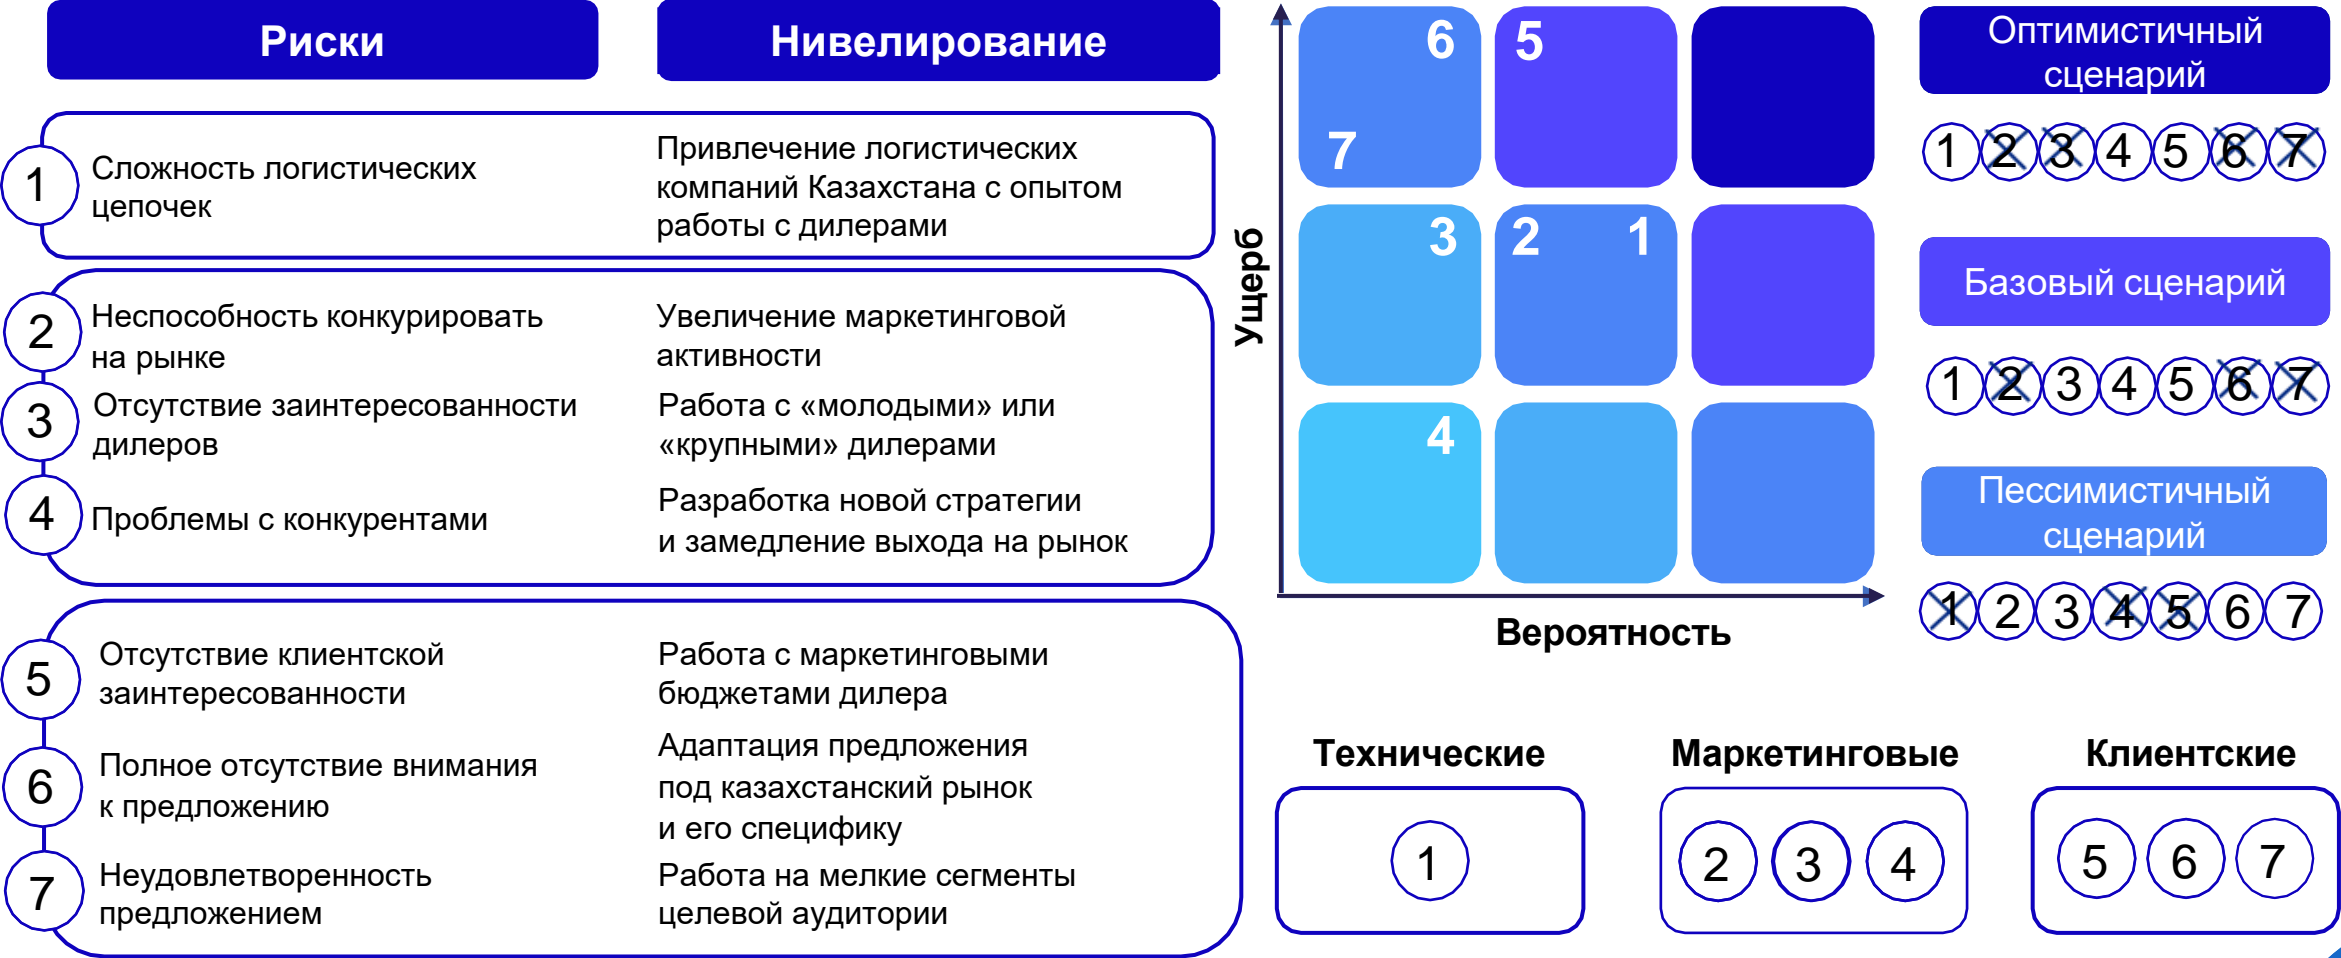 Риски
Нивелирование
1
Сложность логистических
цепочек
Привлечение логистических
компаний Казахстана с опытом
работы с дилерами
2
Неспособность конкурировать
на рынке
Увеличение маркетинговой
активности
3
Отсутствие заинтересованности
дилеров
Работа с «молодыми» или
«крупными» дилерами
4
Проблемы с конкурентами
Разработка новой стратегии
и замедление выхода на рынок
5
Отсутствие клиентской
заинтересованности
Работа с маркетинговыми
бюджетами дилера
6
Полное отсутствие внимания
к предложению
Адаптация предложения
под казахстанский рынок
и его специфику
7
Неудовлетворенность
предложением
Работа на мелкие сегменты
целевой аудитории
Ущерб
6 5
7
3 2 1
4
Вероятность
Оптимистичный
сценарий
1 2 3 4 5 6 7
Базовый сценарий
1 2 3 4 5 6 7
Пессимистичный
сценарий
1 2 3 4 5 6 7
Технические
1
Маркетинговые
2 3 4
Клиентские
5 6 7